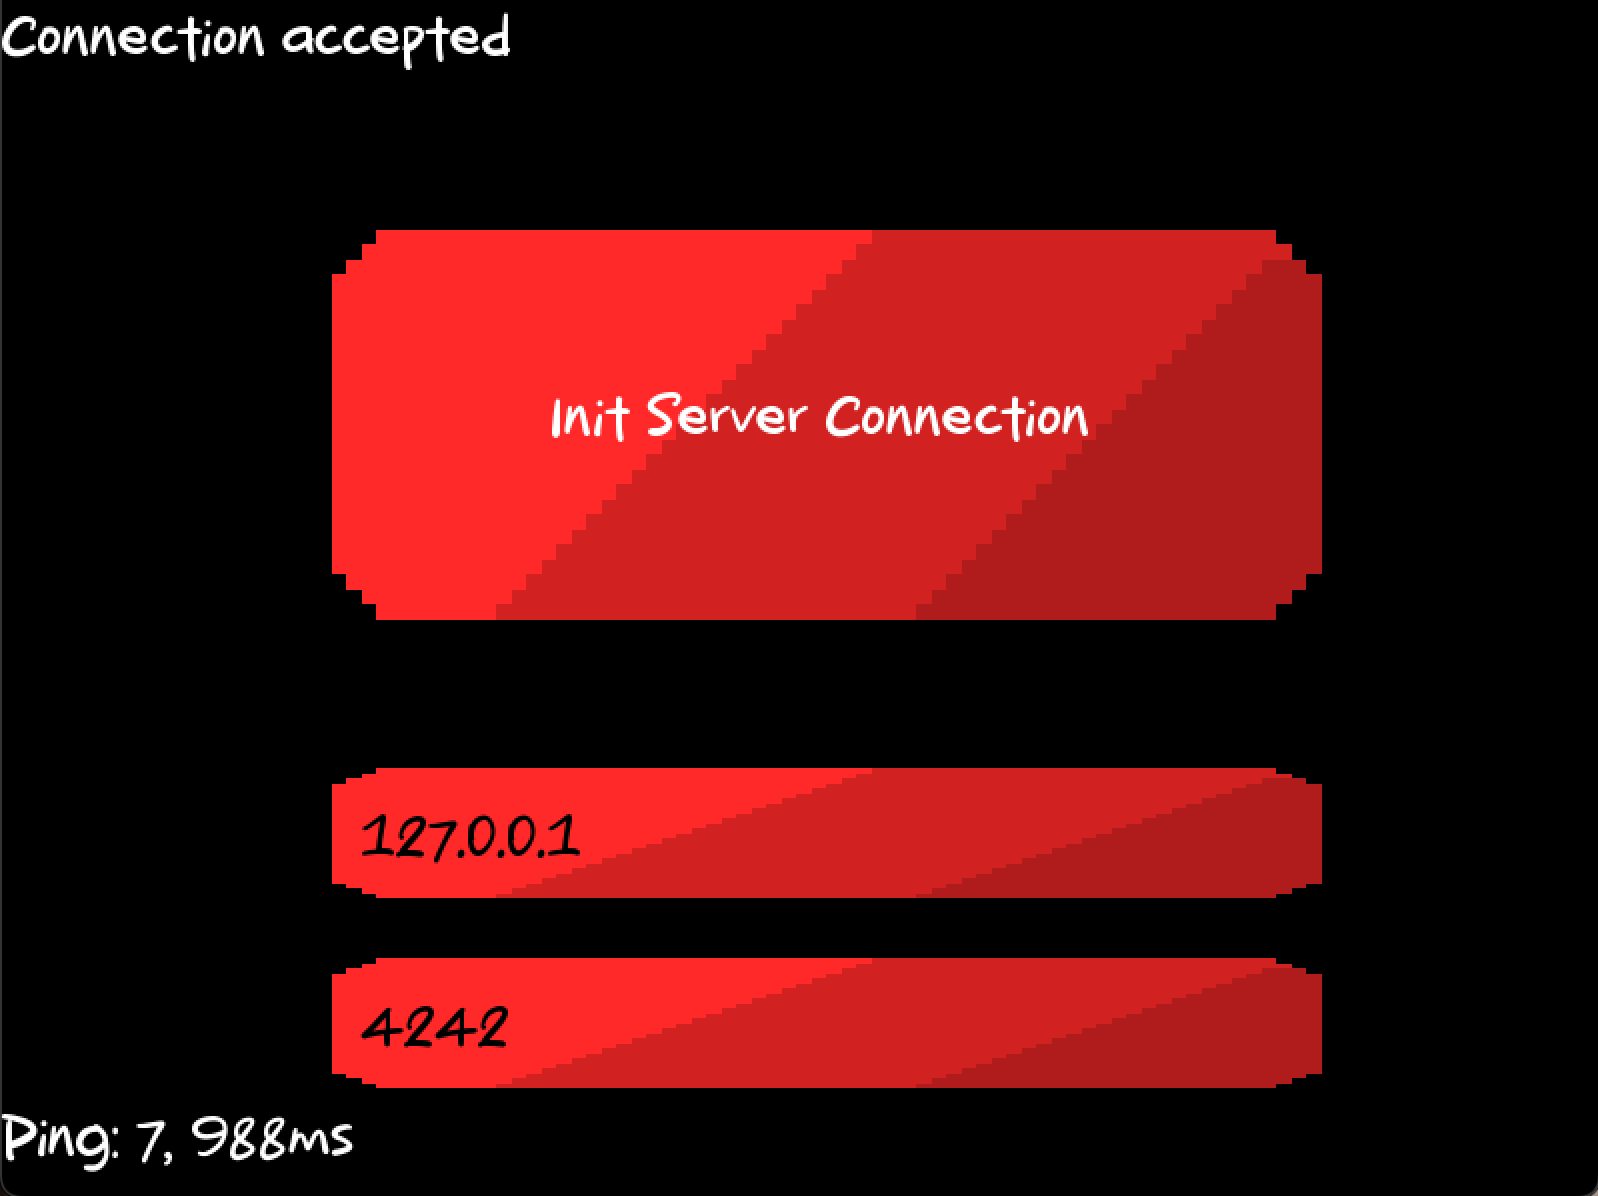 Connection accepted
Init Server Connection
127.0.0.1
4242
Ping: 7, 988ms